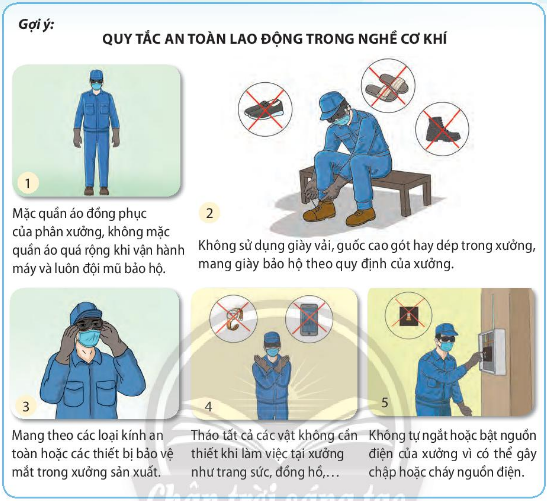 Gợi ý:
QUY TẮC AN TOÀN LAO ĐỘNG TRONG NGHỀ CƠ KHÍ
1
Mặc quần áo đồng phục
của phân xưởng, không mặc
quần áo quá rộng khi vận hành
máy và luôn đội mũ bảo hộ.
2
Không sử dụng giày vải, guốc cao gót hay dép trong xưởng,
mang giày bảo hộ theo quy định của xưởng.
3
Mang theo các loại kính an
toàn hoặc các thiết bị bảo vệ
mắt trong xưởng sản xuất.
4
Tháo tất cả các vật không cần
thiết khi làm việc tại xưởng
như trang sức, đồng hồ,...
5
Không tự ngắt hoặc bật nguồn
điện của xưởng vì có thể gây
chập hoặc cháy nguồn điện.
Chân trời sáng tạo